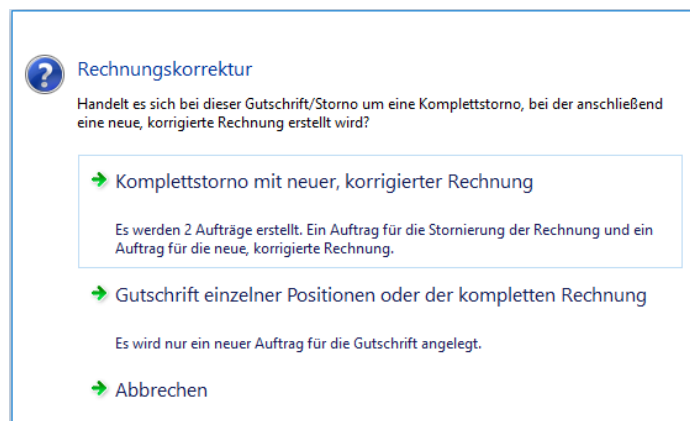 Rechnungskorrektur
Handelt es sich bei dieser Gutschrift/Storno um eine Komplettstorno, bei der anschließend
eine neue, korrigierte Rechnung erstellt wird?
Komplettstorno mit neuer, korrigierter Rechnung
Es werden 2 Aufträge erstellt. Ein Auftrag für die Stornierung der Rechnung und ein
Auftrag für die neue, korrigierte Rechnung.
Gutschrift einzelner Positionen oder der kompletten Rechnung
Es wird nur ein neuer Auftrag für die Gutschrift angelegt.
Abbrechen